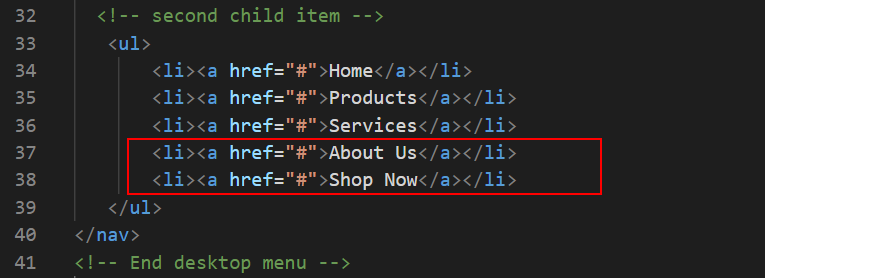 32 <!-- second child item -->
33 <ul>
34 <li><a href="#">Home</a></li>
35 <li><a href="#">Products</a></li>
36 <li><a href="#">Services</a></li>
37 <li><a href="#">About Us</a></li>
38 <li><a href="#">Shop Now</a></li>
39 </ul>
40 </nav>
41 <!-- End desktop menu -->